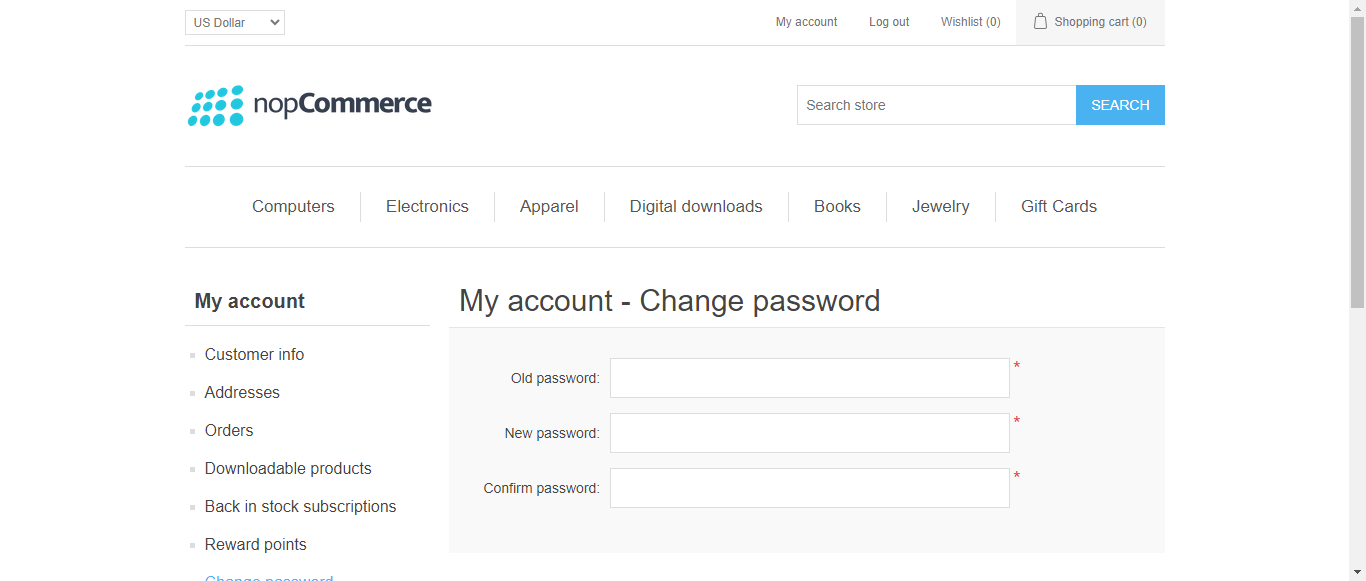 US Dollar
My account
Log out
Wishlist (0)
Shopping cart (0)
nopCommerce
Search store
SEARCH
Computers
Electronics
Apparel
Digital downloads
Books
Jewelry
Gift Cards
My account
Customer info
Addresses
Orders
Downloadable products
Back in stock subscriptions
Reward points
Change password
My account - Change password
Old password:
*
New password:
*
Confirm password:
*